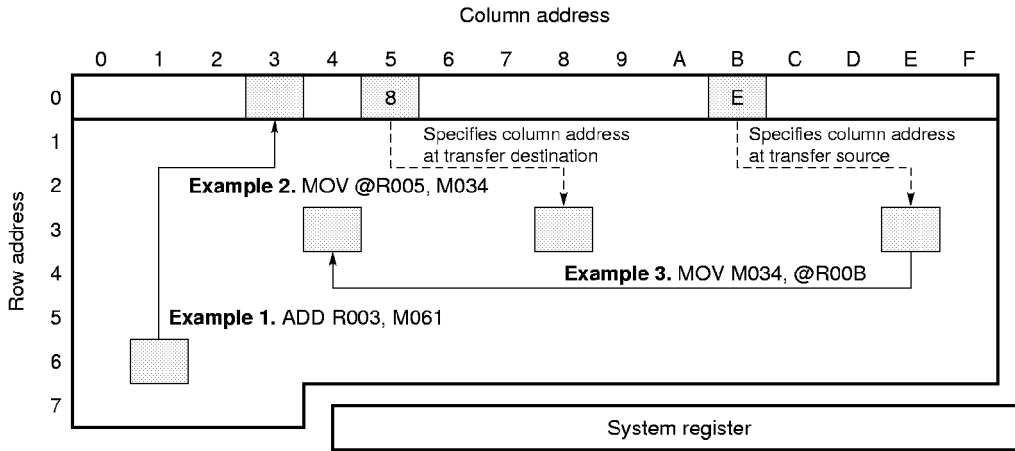 Column address
0 1 2 3 4 5 6 7 8 9 A B C D E F
0 8 E
1 Specifies column address Specifies column address
at transfer destination at transfer source
2 Example 2. MOV @R005, M034
3
4 Example 3. MOV M034, @R00B
5 Example 1. ADD R003, M061
6
7
System register
Row address